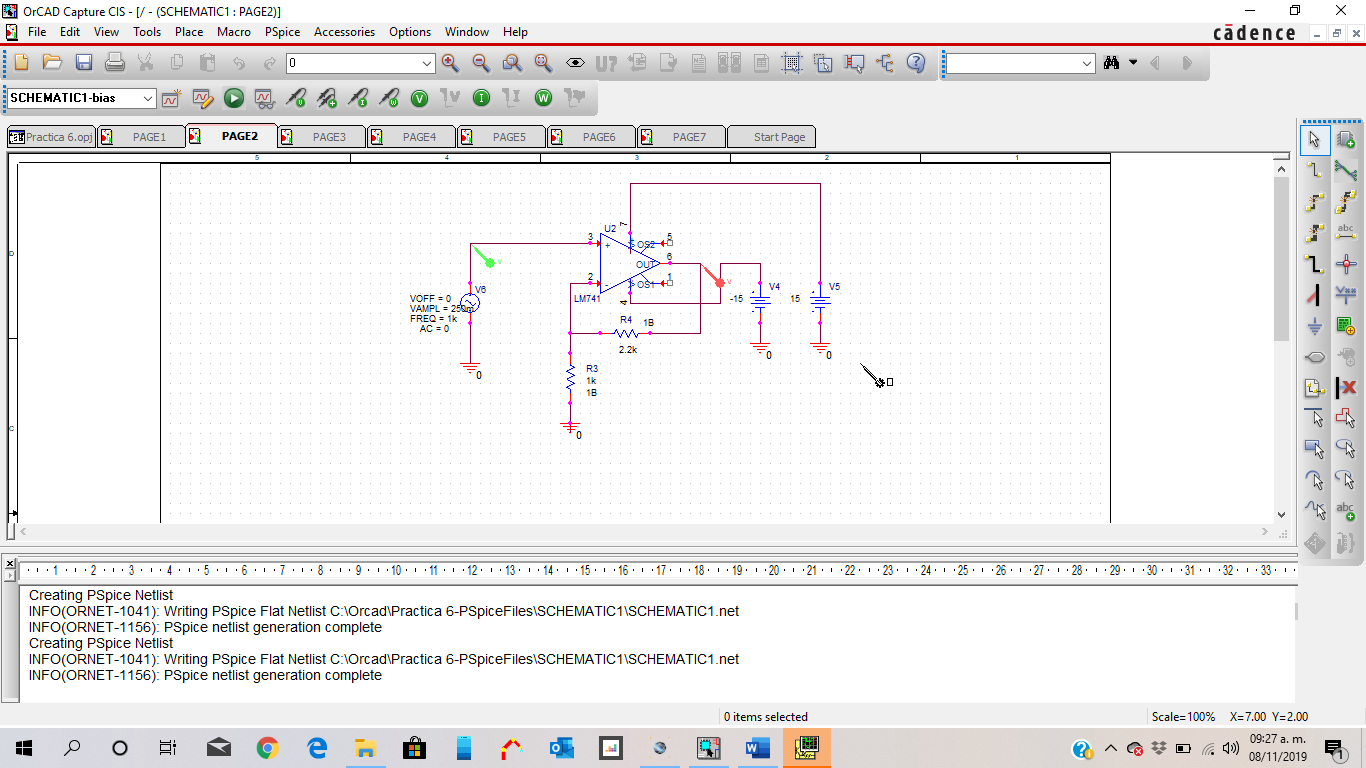 OrCAD Capture CIS - [/ - (SCHEMATIC1 : PAGE2)]
File Edit View Tools Place Macro PSpice Accessories Options Window Help
cādence
0
U?
SCHEMATIC1-bias
V I W
Practica 6.opj PAGE1 PAGE2 PAGE3 PAGE4 PAGE5 PAGE6 PAGE7 Start Page
5 4 3 2 1
D
C
U2
7
3
+
OS2
5
6
OUT
2
-
OS1
1
4
LM741
V
V
V6
VOFF = 0
VAMPL = 250m
FREQ = 1k
AC = 0
0
R4
1B
2.2k
R3
1k
1B
0
-15
V4
0
15
V5
0
abc
abc
1 2 3 4 5 6 7 8 9 10 11 12 13 14 15 16 17 18 19 20 21 22 23 24 25 26 27 28 29 30 31 32 33
Creating PSpice Netlist
INFO(ORNET-1041): Writing PSpice Flat Netlist C:\Orcad\Practica 6-PSpiceFiles\SCHEMATIC1\SCHEMATIC1.net
INFO(ORNET-1156): PSpice netlist generation complete
Creating PSpice Netlist
INFO(ORNET-1041): Writing PSpice Flat Netlist C:\Orcad\Practica 6-PSpiceFiles\SCHEMATIC1\SCHEMATIC1.net
INFO(ORNET-1156): PSpice netlist generation complete
0 items selected
Scale=100% X=7.00 Y=2.00
09:27 a. m.
08/11/2019
1